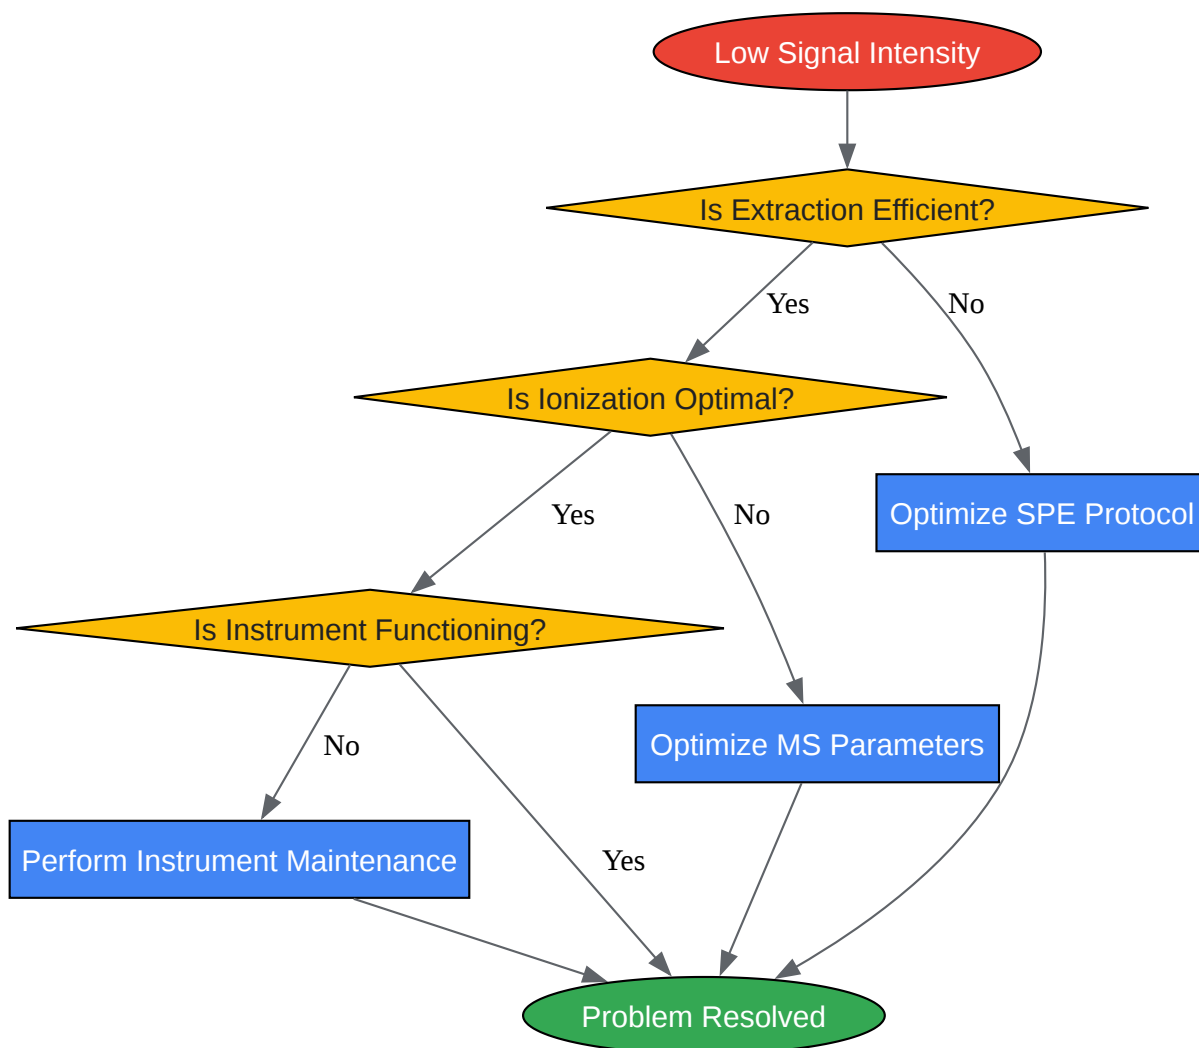 Low Signal Intensity
Is Extraction Efficient?
Yes
No
Is Ionization Optimal?
Yes
No
Optimize SPE Protocol
Is Instrument Functioning?
No
Optimize MS Parameters
Perform Instrument Maintenance
Yes
Problem Resolved